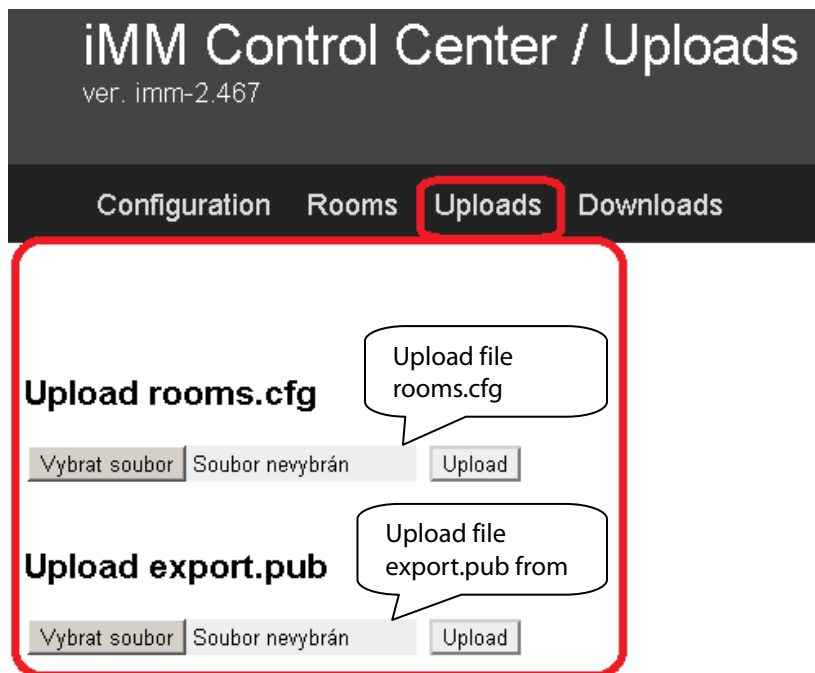 iMM Control Center / Uploads
ver. imm-2.467
Configuration Rooms Uploads Downloads
Upload file
rooms.cfg
Upload rooms.cfg
Vybrat soubor Soubor nevybrán Upload
Upload file
export.pub from
Upload export.pub
Vybrat soubor Soubor nevybrán Upload